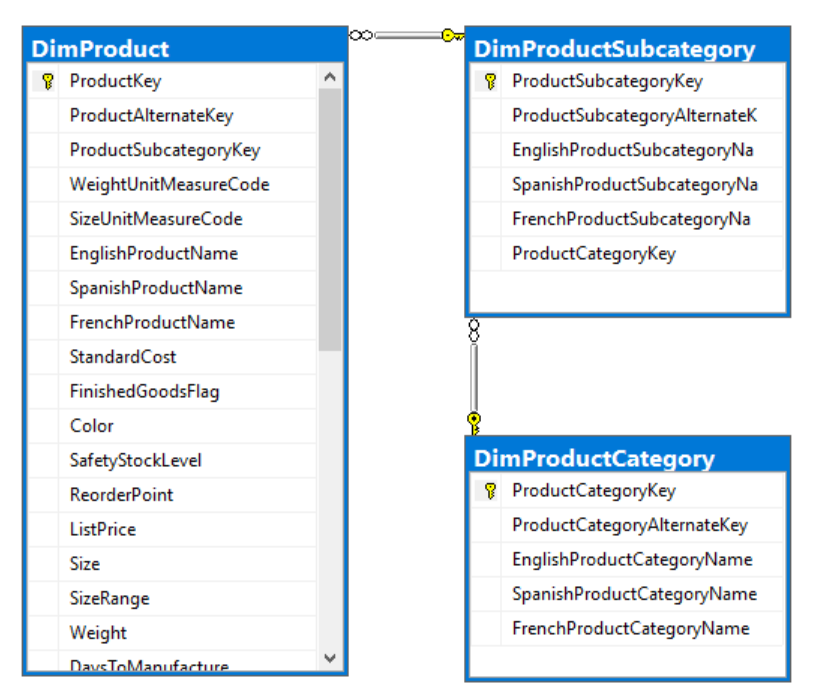 DimProduct
ProductKey
ProductAlternateKey
ProductSubcategoryKey
WeightUnitMeasureCode
SizeUnitMeasureCode
EnglishProductName
SpanishProductName
FrenchProductName
StandardCost
FinishedGoodsFlag
Color
SafetyStockLevel
ReorderPoint
ListPrice
Size
SizeRange
Weight
DaysToManufacture
DimProductSubcategory
ProductSubcategoryKey
ProductSubcategoryAlternateK
EnglishProductSubcategoryNa
SpanishProductSubcategoryNa
FrenchProductSubcategoryNa
ProductCategoryKey
DimProductCategory
ProductCategoryKey
ProductCategoryAlternateKey
EnglishProductCategoryName
SpanishProductCategoryName
FrenchProductCategoryName